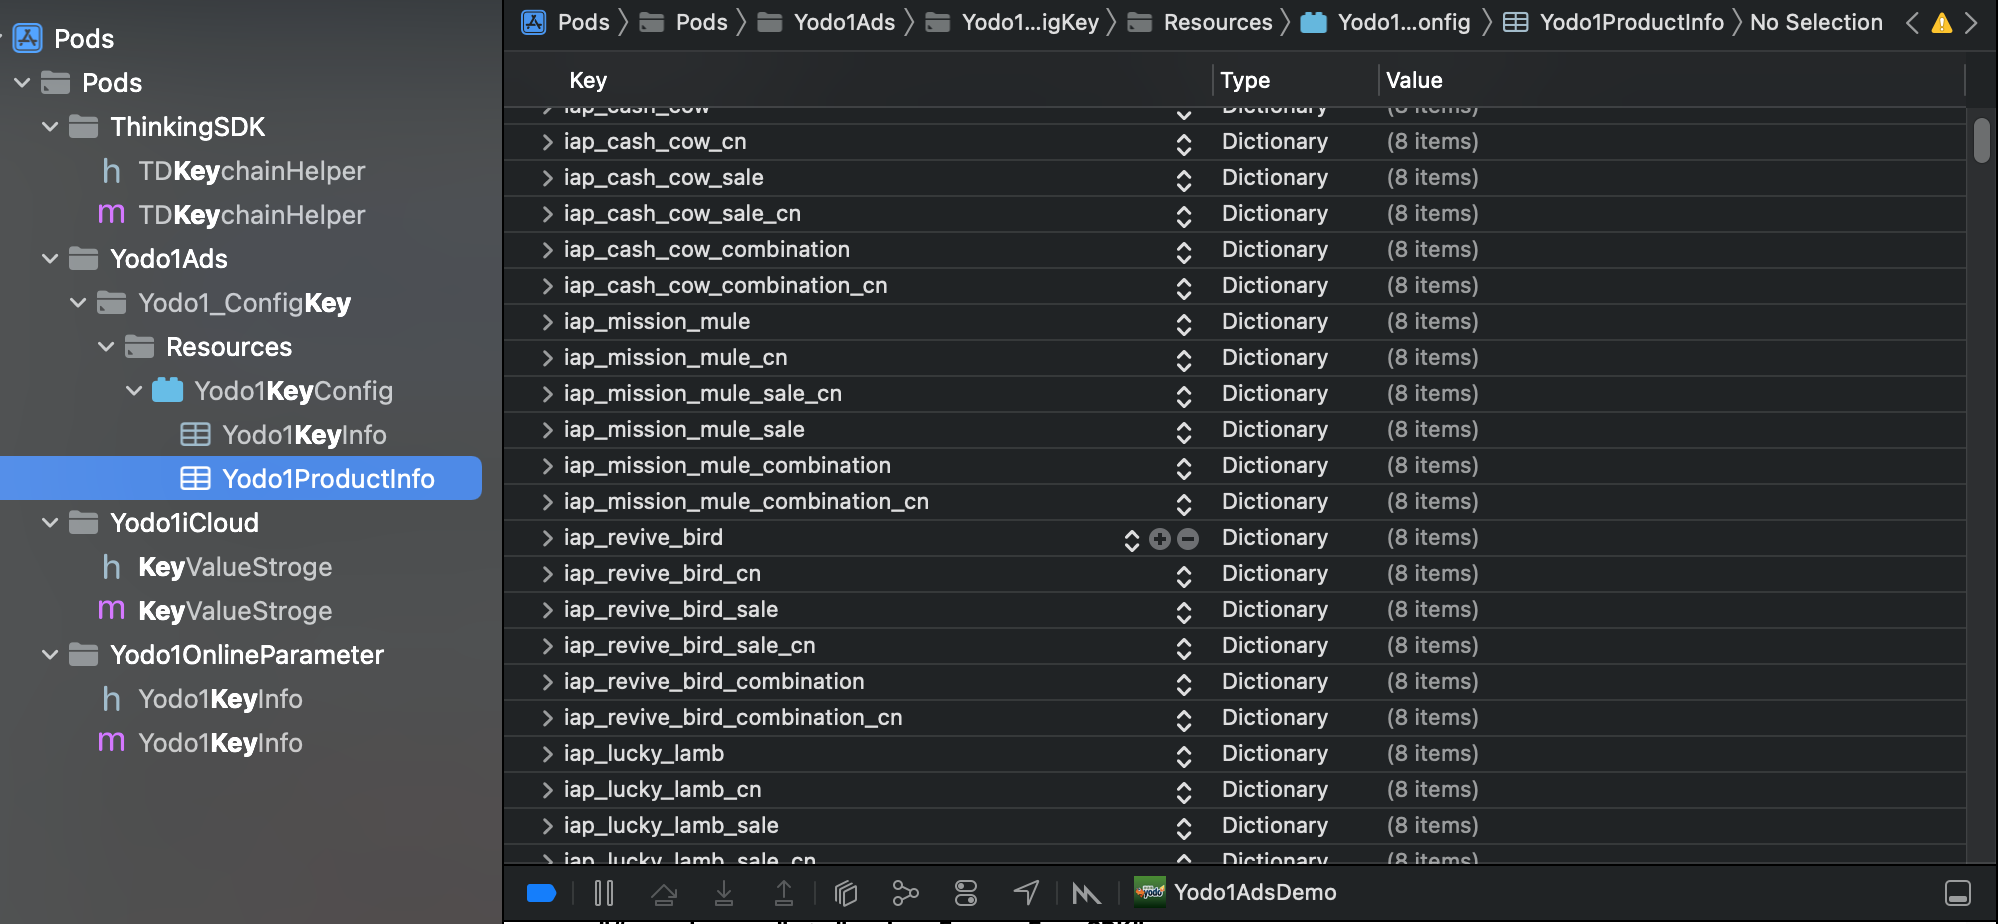 Pods
Pods
ThinkingSDK
h TDKeychainHelper
m TDKeychainHelper
Yodo1Ads
Yodo1_ConfigKey
Resources
Yodo1KeyConfig
Yodo1KeyInfo
Yodo1ProductInfo
Yodo1iCloud
h KeyValueStroge
m KeyValueStroge
Yodo1OnlineParameter
h Yodo1KeyInfo
m Yodo1KeyInfo
Pods Pods Yodo1Ads Yodo1...igKey Resources Yodo1...onfig Yodo1ProductInfo No Selection
Key Type Value
iap_cash_cow Dictionary (8 items)
iap_cash_cow_cn Dictionary (8 items)
iap_cash_cow_sale Dictionary (8 items)
iap_cash_cow_sale_cn Dictionary (8 items)
iap_cash_cow_combination Dictionary (8 items)
iap_cash_cow_combination_cn Dictionary (8 items)
iap_mission_mule Dictionary (8 items)
iap_mission_mule_cn Dictionary (8 items)
iap_mission_mule_sale_cn Dictionary (8 items)
iap_mission_mule_sale Dictionary (8 items)
iap_mission_mule_combination Dictionary (8 items)
iap_mission_mule_combination_cn Dictionary (8 items)
iap_revive_bird Dictionary (8 items)
iap_revive_bird_cn Dictionary (8 items)
iap_revive_bird_sale Dictionary (8 items)
iap_revive_bird_sale_cn Dictionary (8 items)
iap_revive_bird_combination Dictionary (8 items)
iap_revive_bird_combination_cn Dictionary (8 items)
iap_lucky_lamb Dictionary (8 items)
iap_lucky_lamb_cn Dictionary (8 items)
iap_lucky_lamb_sale Dictionary (8 items)
iap_lucky_lamb_sale_cn Dictionary (8 items)
Yodo1AdsDemo